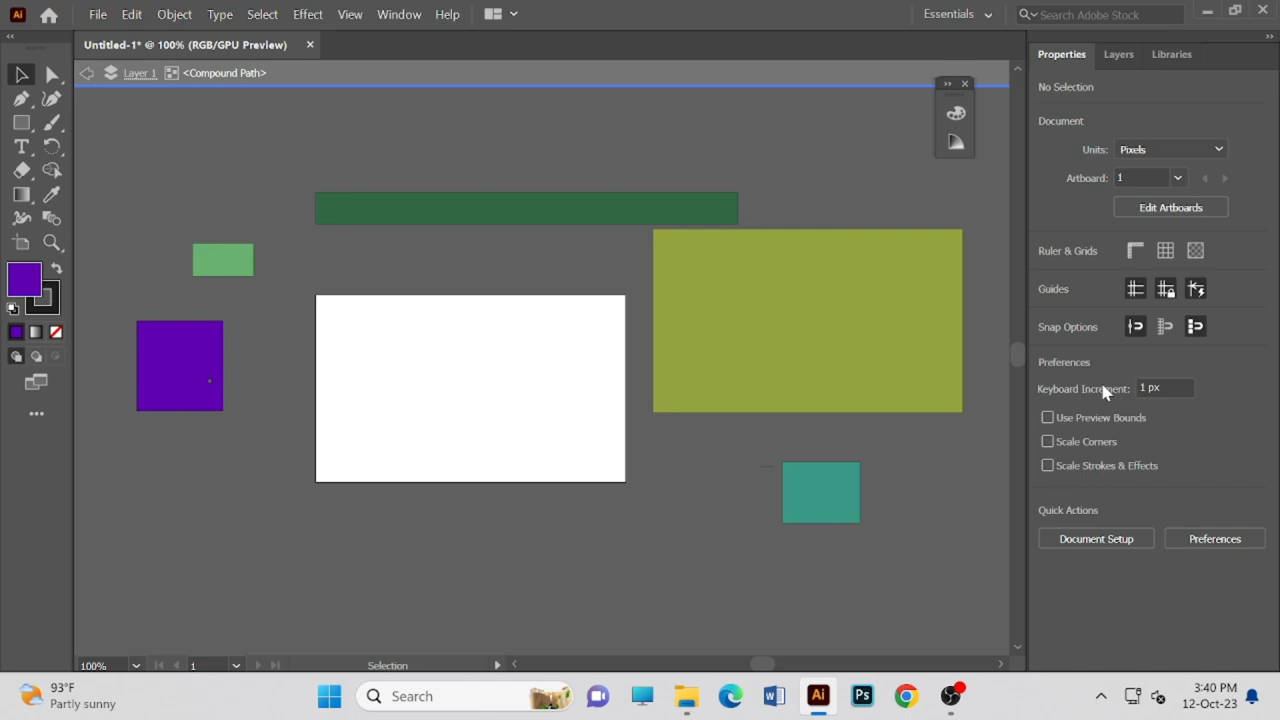 Ai File Edit Object Type Select Effect View Window Help Essentials Search Adobe Stock
Untitled-1* @ 100% (RGB/GPU Preview)
Layer 1 <Compound Path>
Properties Layers Libraries
No Selection
Document
Units: Pixels
Artboard: 1
Edit Artboards
Ruler & Grids
Guides
Snap Options
Preferences
Keyboard Increment: 1 px
Use Preview Bounds
Scale Corners
Scale Strokes & Effects
Quick Actions
Document Setup Preferences
100% 1 Selection
93°F
Partly sunny
Search
W Ai Ps
3:40 PM
12-Oct-23